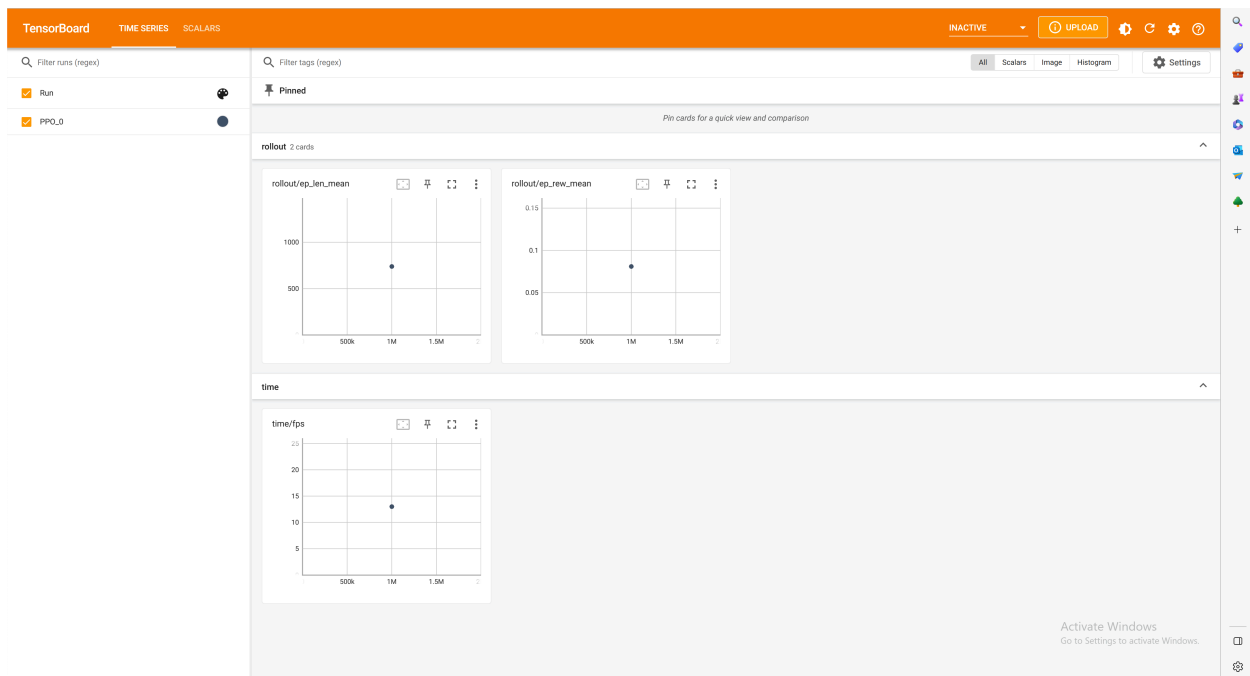 TensorBoard TIME SERIES SCALARS INACTIVE UPLOAD
Filter runs (regex)
Run
PPO_0
Filter tags (regex) All Scalars Image Histogram Settings
Pinned
Pin cards for a quick view and comparison
rollout 2 cards
rollout/ep_len_mean
1000
500
500k 1M 1.5M 2
rollout/ep_rew_mean
0.15
0.1
0.05
500k 1M 1.5M 2
time
time/fps
25
20
15
10
5
500k 1M 1.5M 2
Activate Windows
Go to Settings to activate Windows.